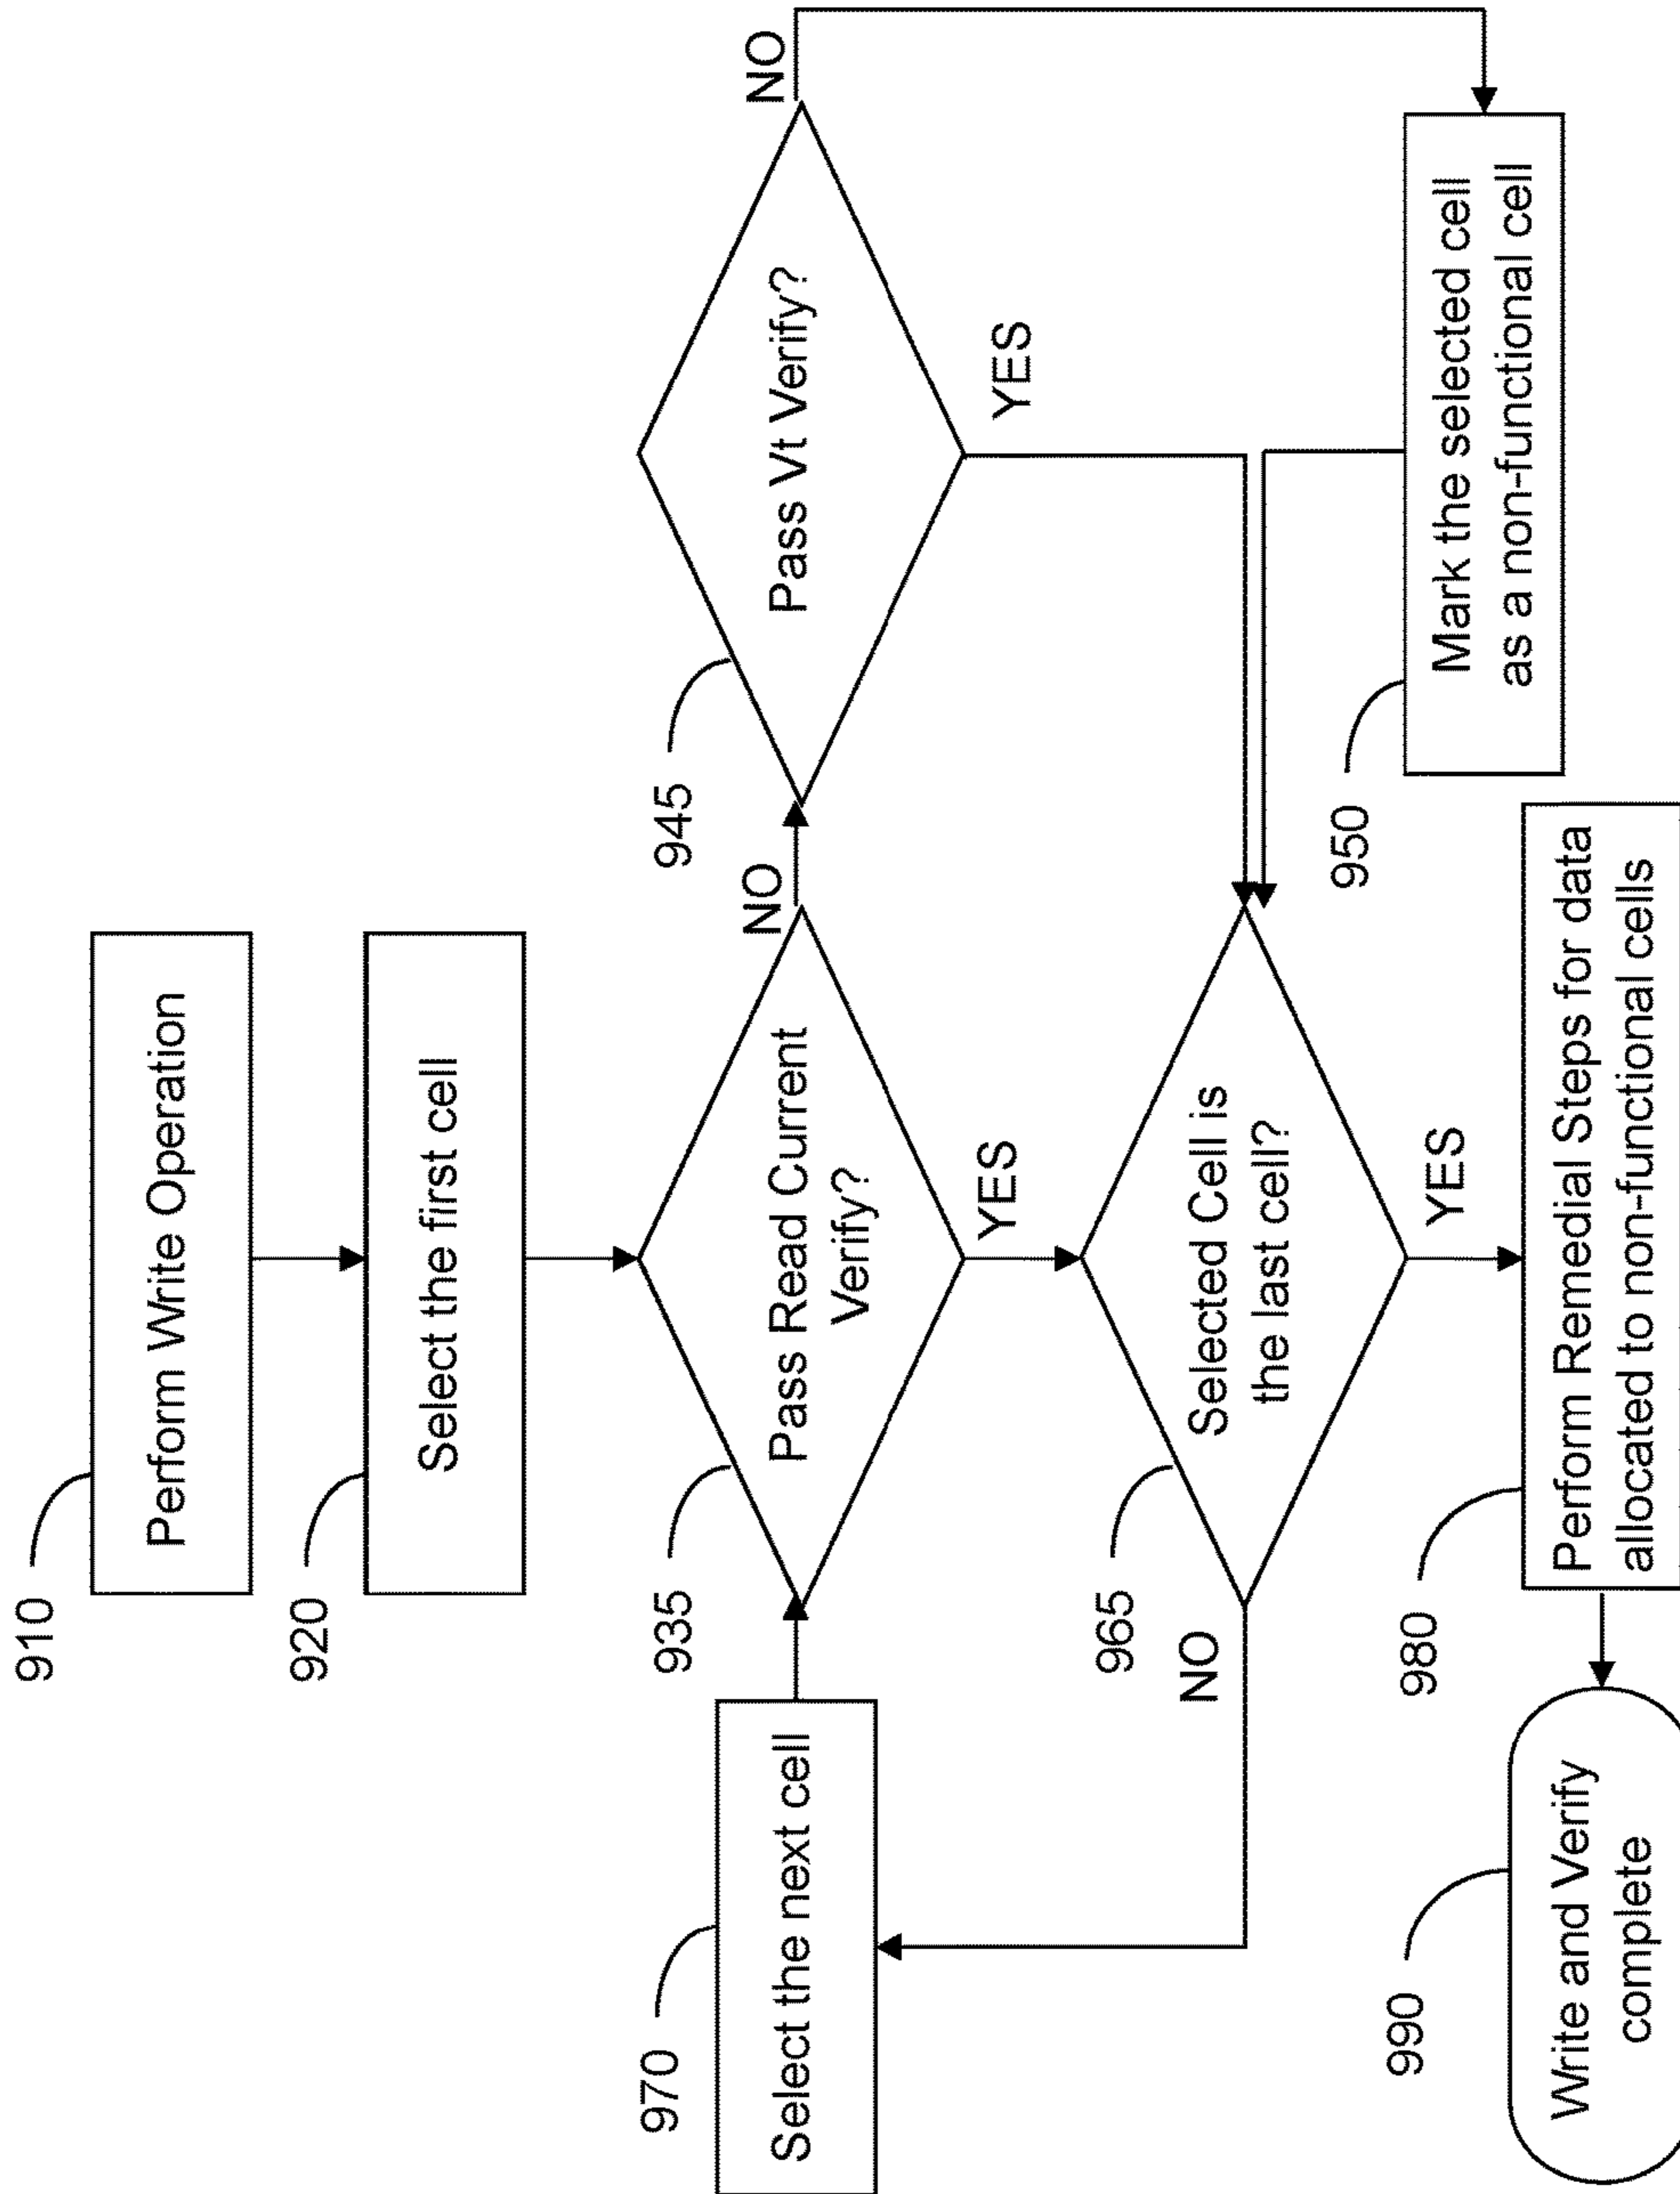 910
Perform Write Operation
920
Select the first cell
970
Select the next cell
935
Pass Read Current
Verify?
NO
945
Pass Vt Verify?
NO
YES
YES
965
Selected Cell is
the last cell?
NO
YES
950
Mark the selected cell
as a non-functional cell
980
Perform Remedial Steps for data
allocated to non-functional cells
990
Write and Verify
complete